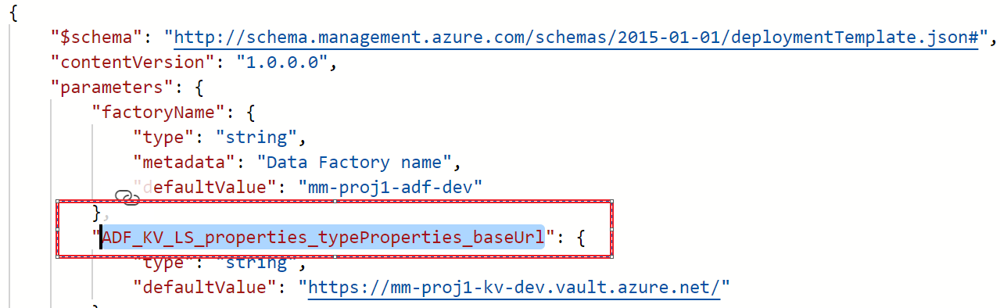 {
"$schema": "http://schema.management.azure.com/schemas/2015-01-01/deploymentTemplate.json#",
"contentVersion": "1.0.0.0",
"parameters": {
"factoryName": {
"type": "string",
"metadata": "Data Factory name",
"defaultValue": "mm-proj1-adf-dev"
},
"ADF_KV_LS_properties_typeProperties_baseUrl": {
"type": "string",
"defaultValue": "https://mm-proj1-kv-dev.vault.azure.net/"
}